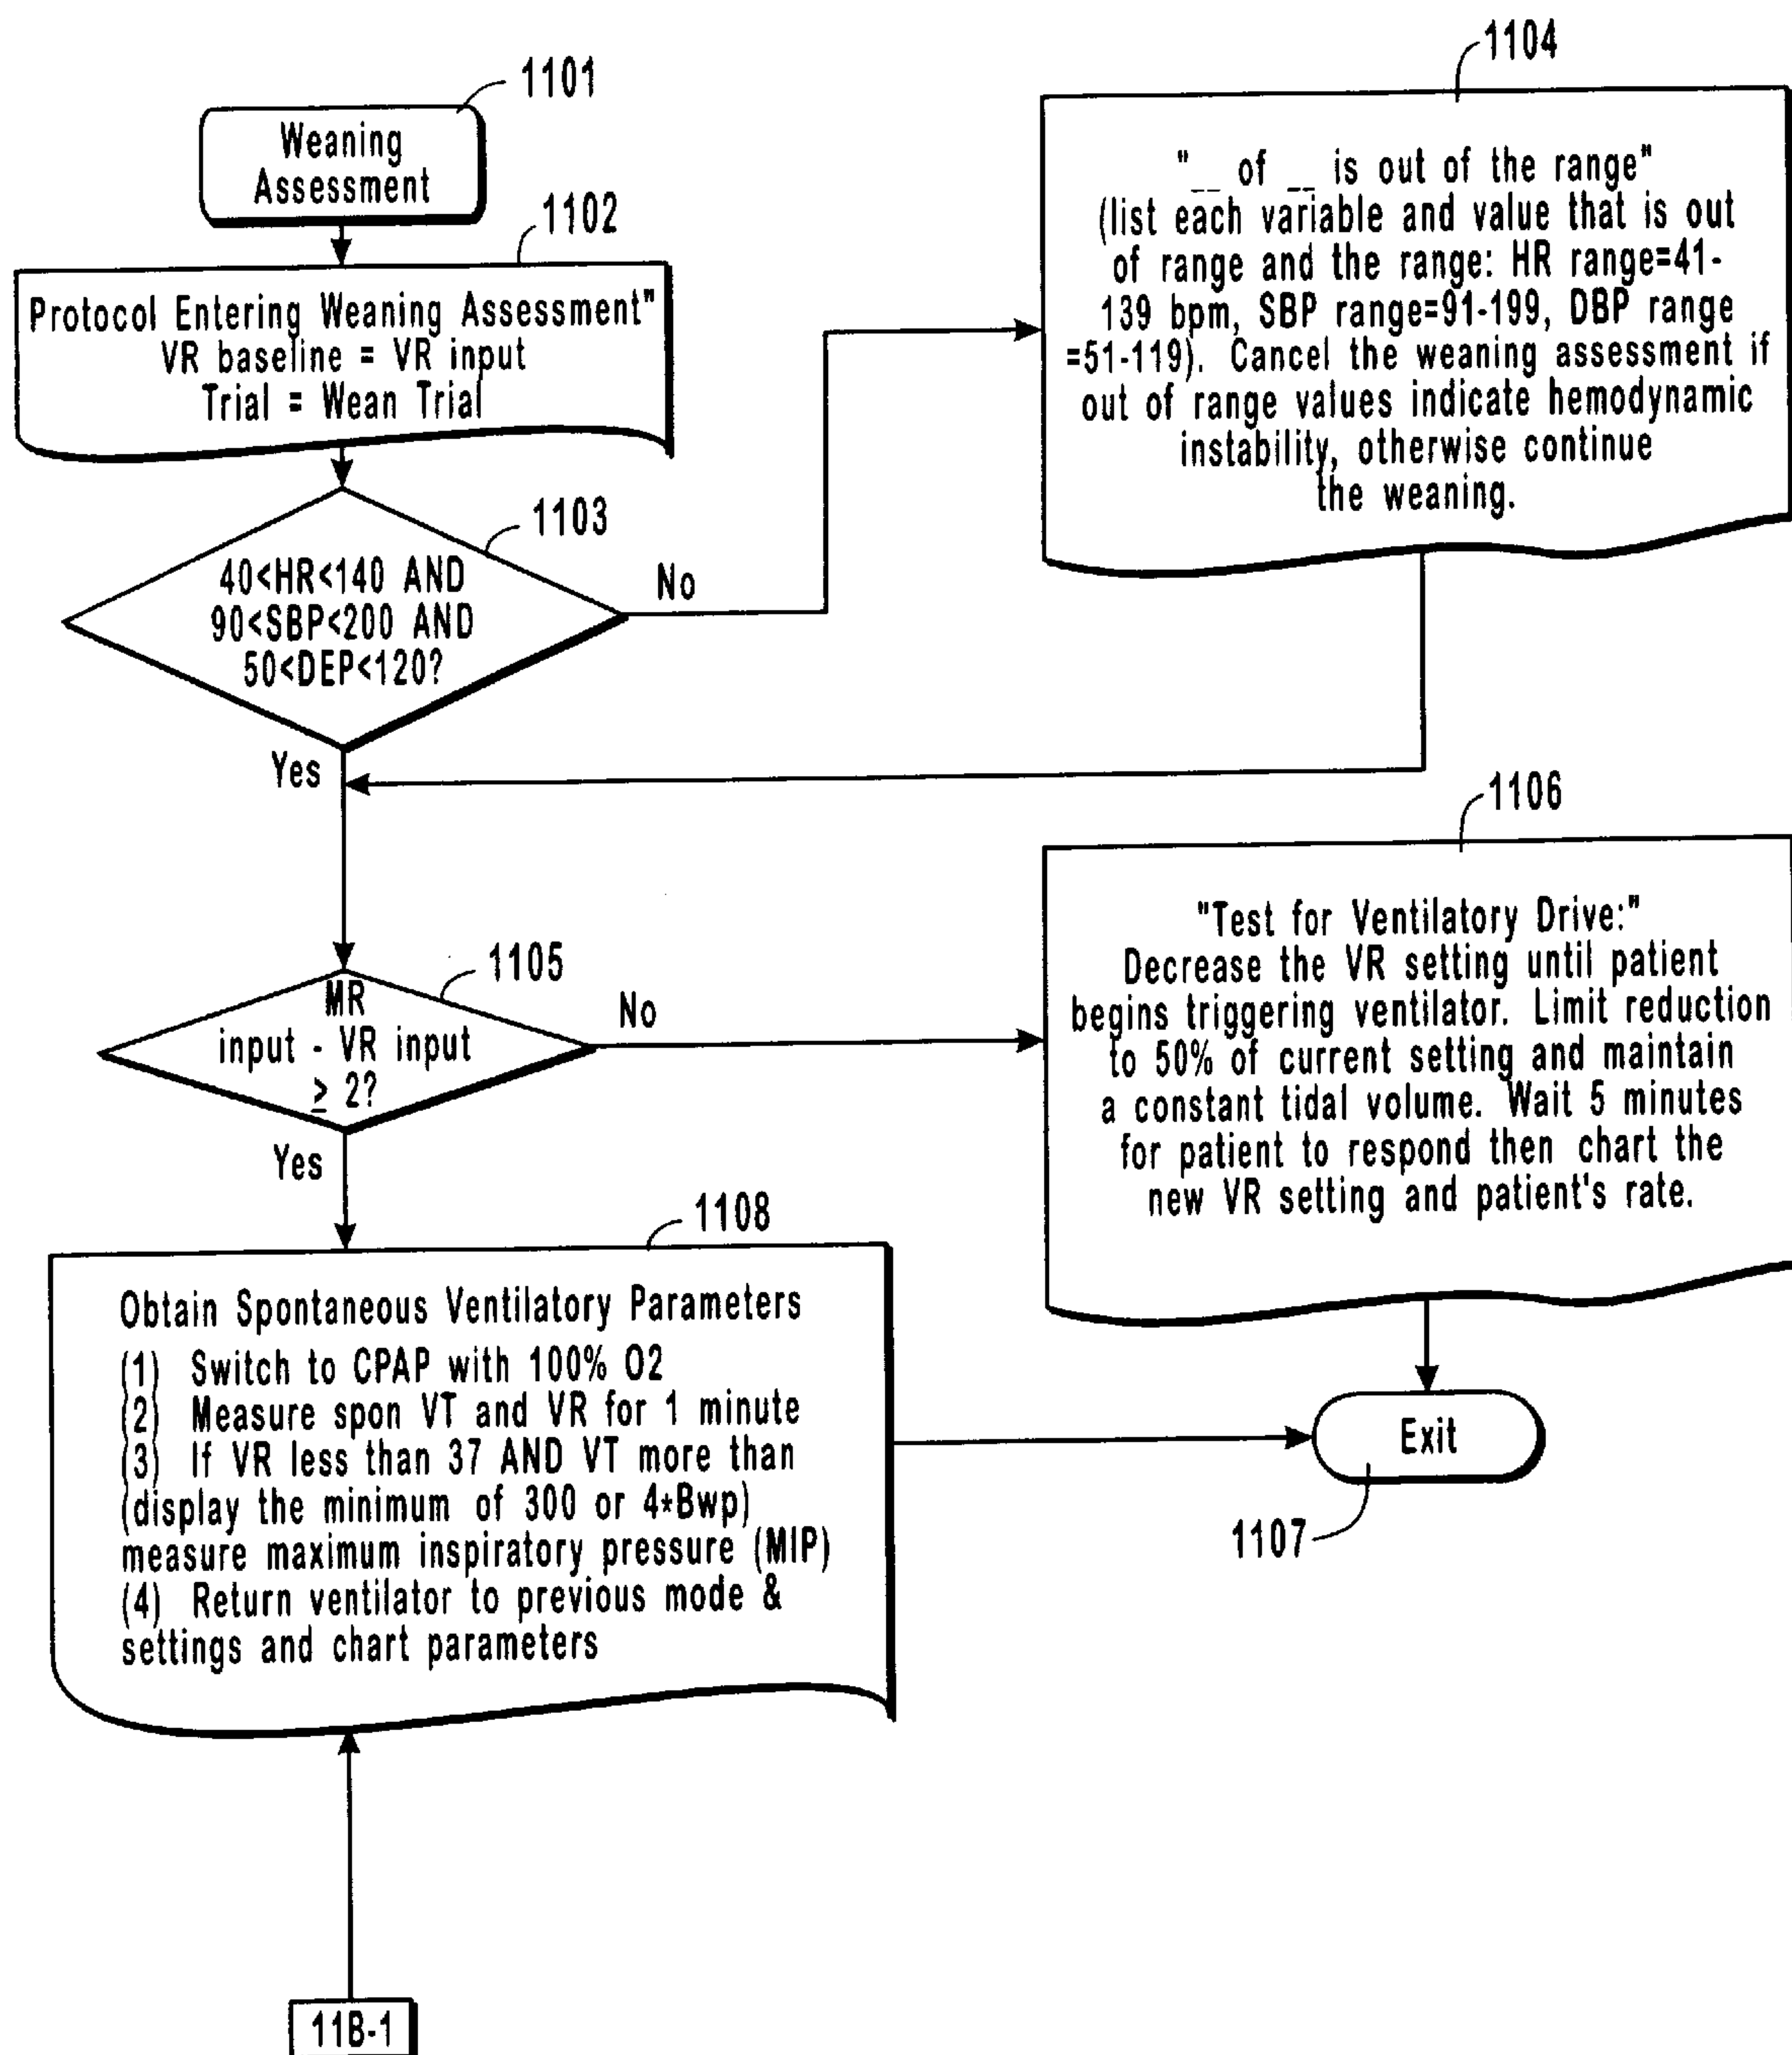 1101
Weaning
Assessment
1102
Protocol Entering Weaning Assessment"
VR baseline = VR input
Trial = Wean Trial
1103
40<HR<140 AND
90<SBP<200 AND
50<DEP<120?
No
Yes
1104
"__ of __ is out of the range"
(list each variable and value that is out
of range and the range: HR range=41-
139 bpm, SBP range=91-199, DBP range
=51-119). Cancel the weaning assessment if
out of range values indicate hemodynamic
instability, otherwise continue
the weaning.
1105
MR
input - VR input
≥ 2?
No
Yes
1106
"Test for Ventilatory Drive:"
Decrease the VR setting until patient
begins triggering ventilator. Limit reduction
to 50% of current setting and maintain
a constant tidal volume. Wait 5 minutes
for patient to respond then chart the
new VR setting and patient's rate.
1108
Obtain Spontaneous Ventilatory Parameters
(1) Switch to CPAP with 100% O2
(2) Measure spon VT and VR for 1 minute
(3) If VR less than 37 AND VT more than
(display the minimum of 300 or 4*Bwp)
measure maximum inspiratory pressure (MIP)
(4) Return ventilator to previous mode &
settings and chart parameters
Exit
1107
11B-1